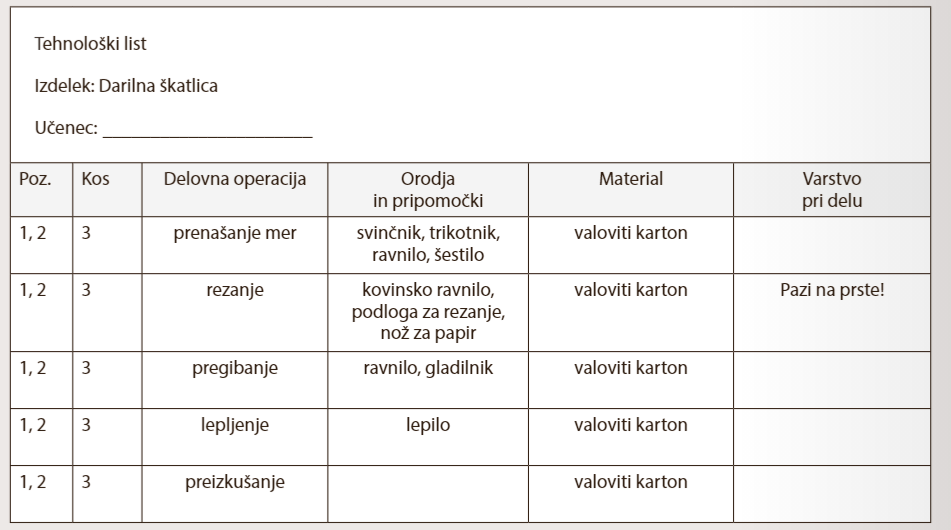 Tehnološki list
Izdelek: Darilna škatlica
Učenec: ______________________
Poz. Kos Delovna operacija Orodja in pripomočki Material Varstvo pri delu
1, 2 3 prenašanje mer svinčnik, trikotnik, ravnilo, šestilo valoviti karton
1, 2 3 rezanje kovinsko ravnilo, podloga za rezanje, nož za papir valoviti karton Pazi na prste!
1, 2 3 pregibanje ravnilo, gladilnik valoviti karton
1, 2 3 lepljenje lepilo valoviti karton
1, 2 3 preizkušanje valoviti karton